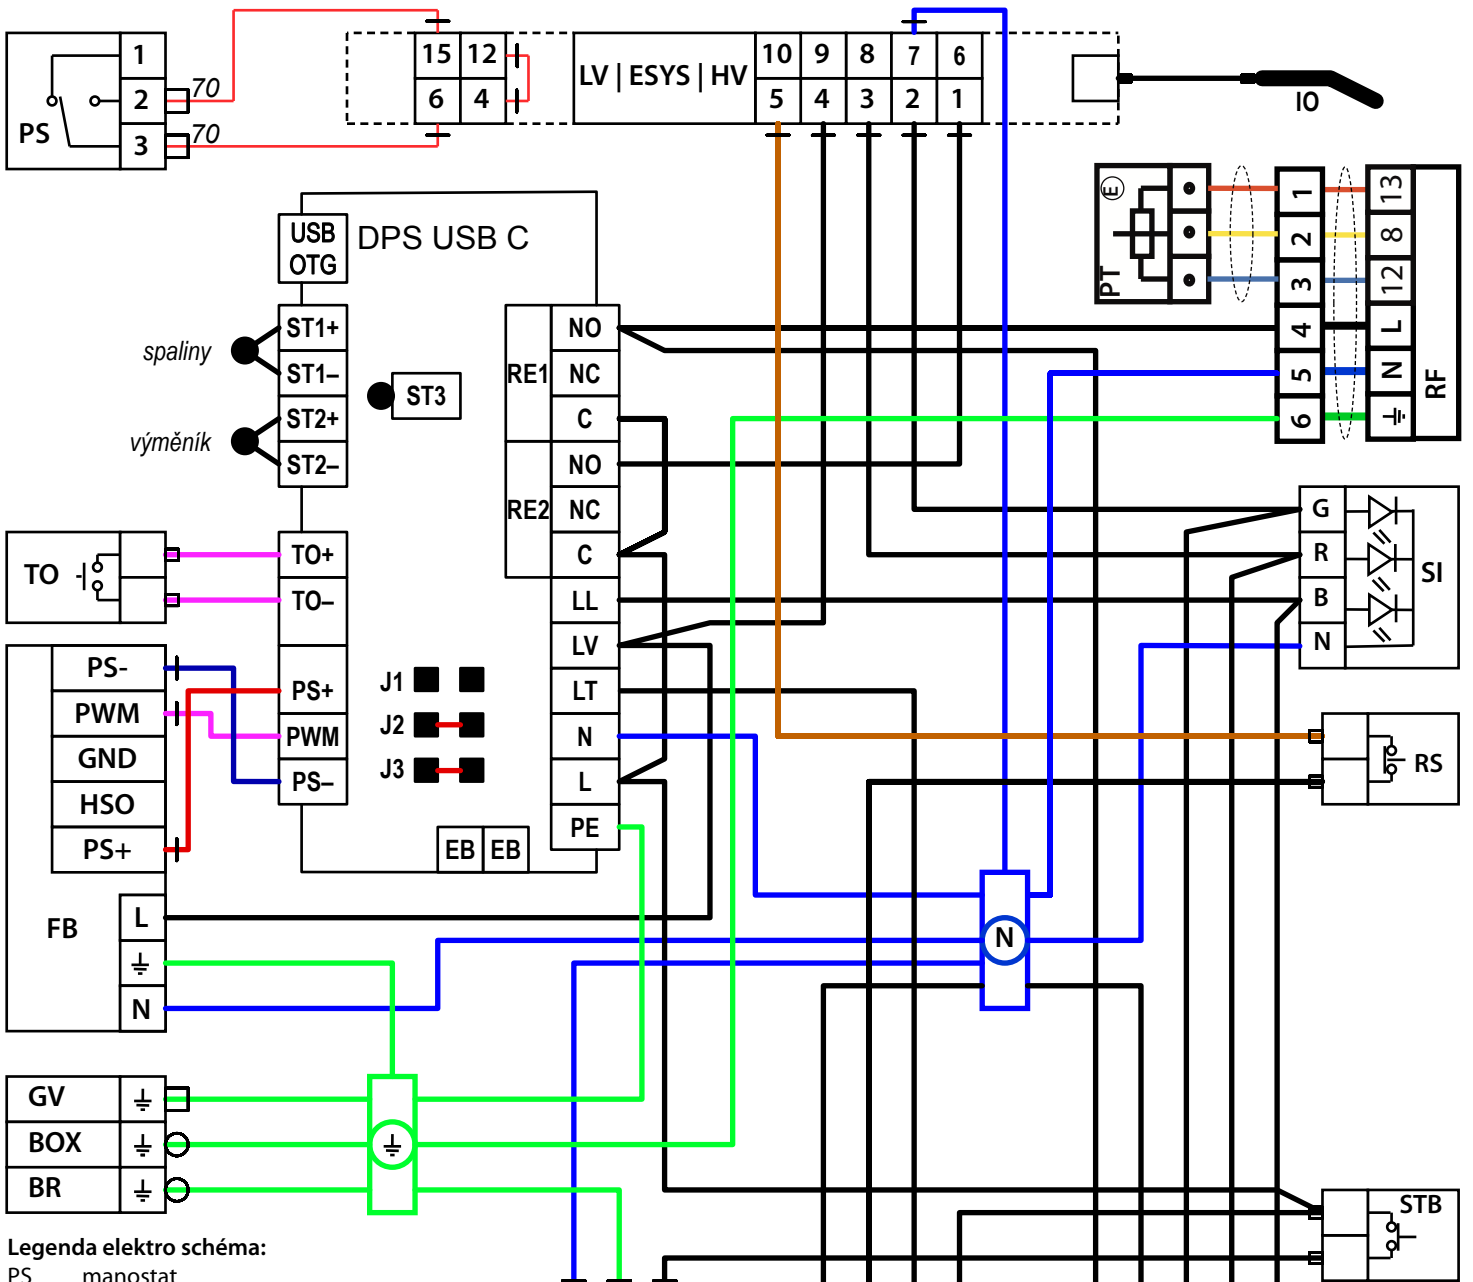 PS
1
2
3
70
70
15 12
6 4
LV | ESYS | HV
10 9 8 7 6
5 4 3 2 1
IO
USB
OTG
DPS USB C
spaliny
ST1+
ST1–
výměník
ST2+
ST2–
ST3
RE1
NO
NC
C
RE2
NO
NC
C
LL
LV
LT
N
L
PE
TO
TO+
TO–
PS+
PWM
PS–
J1
J2
J3
EB EB
PS-
PWM
GND
HSO
PS+
FB
L
N
GV
BOX
BR
N
E
PT
1
2
3
4
5
6
13
8
12
L
N
RF
G
R
B
N
SI
RS
STB
Legenda elektro schéma:
PS manostat